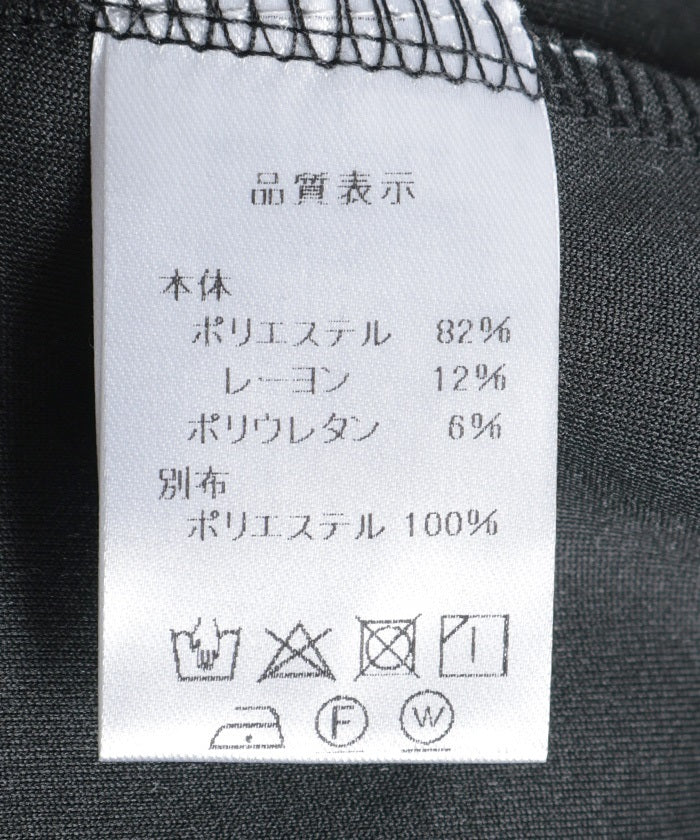 品質表示
本体
ポリエステル 82%
レーヨン 12%
ポリウレタン 6%
別布
ポリエステル 100%
F W